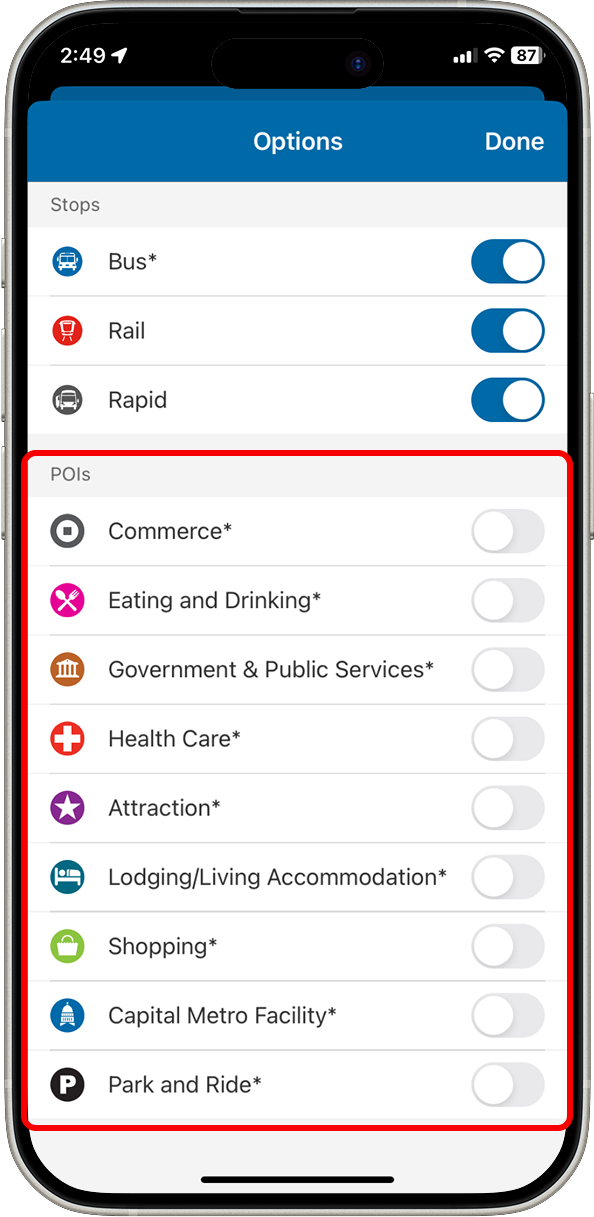 2:49
87
Options
Done
Stops
Bus*
Rail
Rapid
POIs
Commerce*
Eating and Drinking*
Government & Public Services*
Health Care*
Attraction*
Lodging/Living Accommodation*
Shopping*
Capital Metro Facility*
P
Park and Ride*